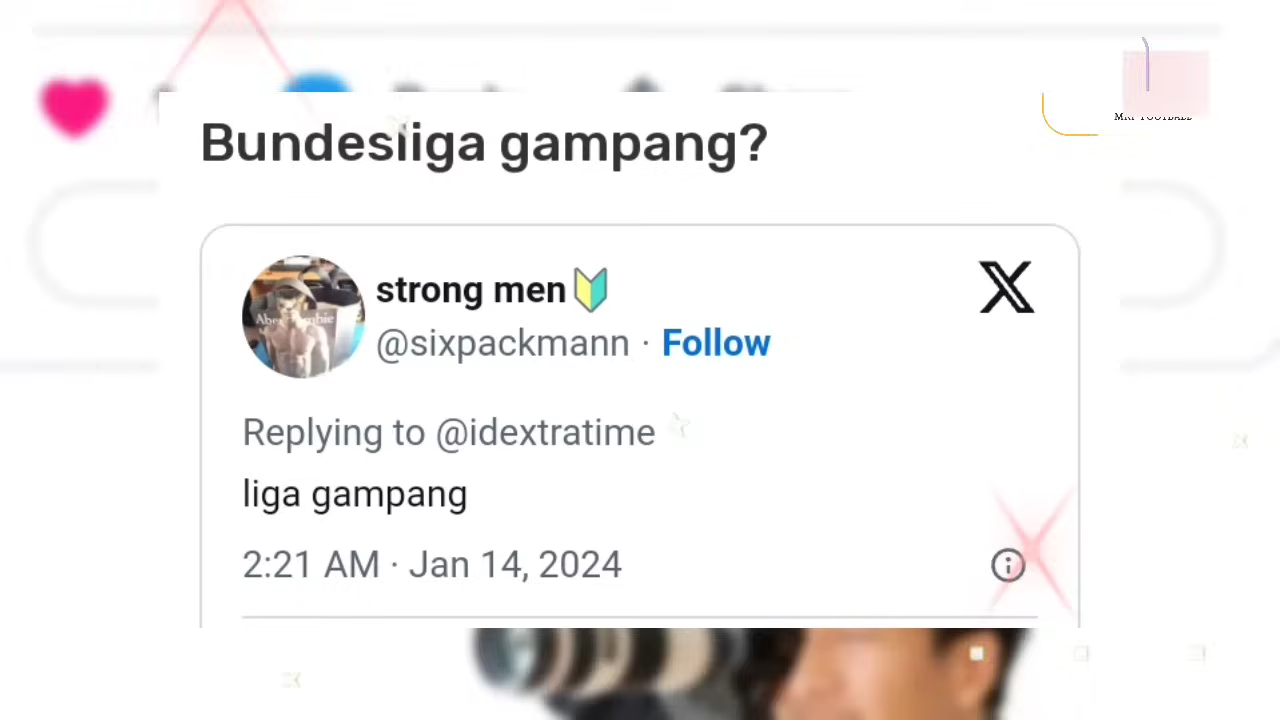 Bundesliga gampang?
strong men
@sixpackmann · Follow
Replying to @idextratime
liga gampang
2:21 AM · Jan 14, 2024